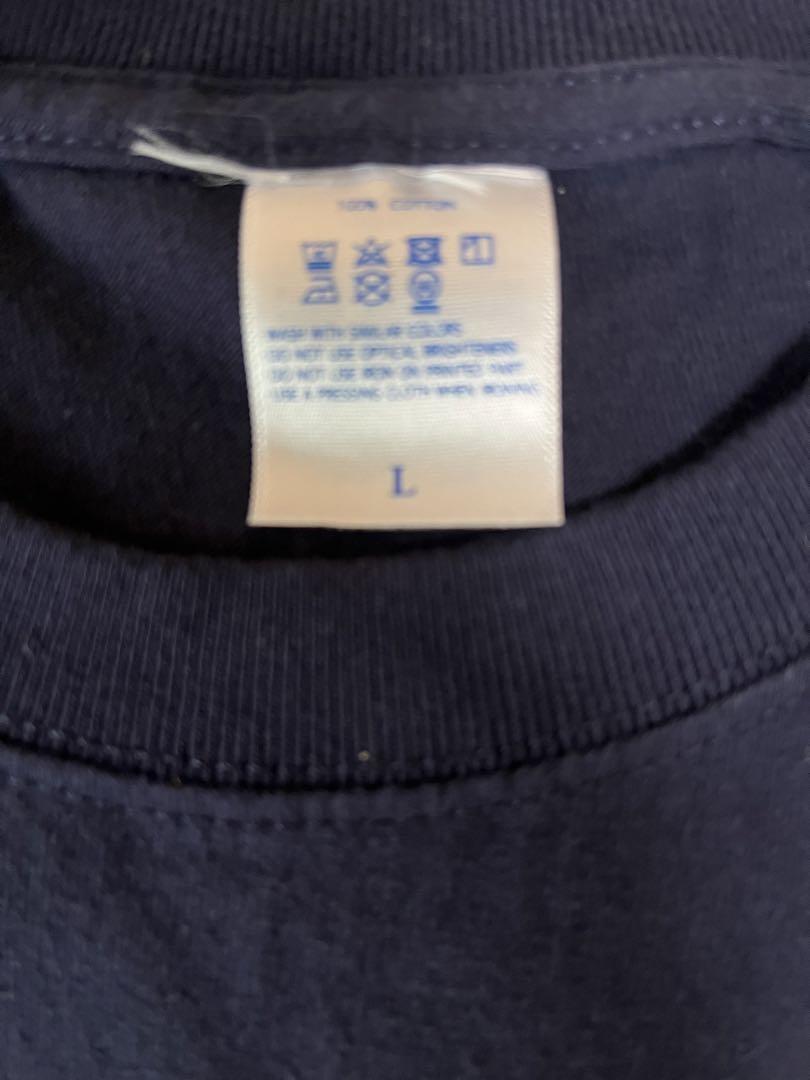 100% COTTON
WASH WITH SIMILAR COLORS
DO NOT USE OPTICAL BRIGHTENERS
DO NOT USE IRON ON PRINTED PART
USE A PRESSING CLOTH WHEN IRONING
L